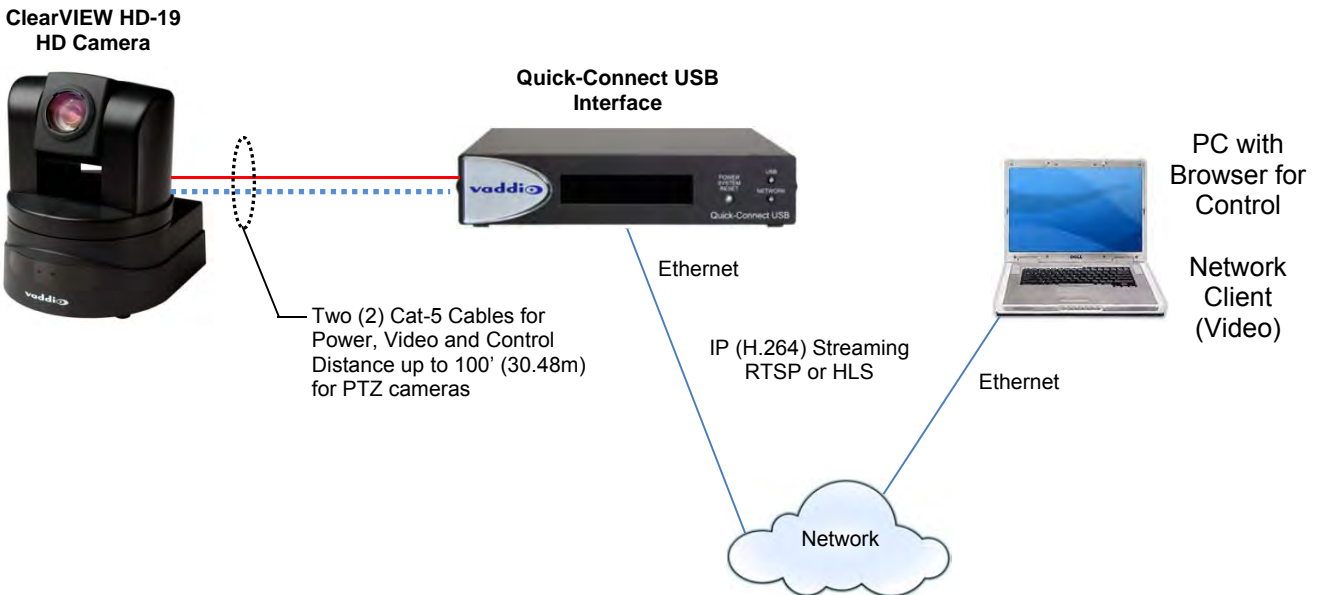 ClearVIEW HD-19
HD Camera
Quick-Connect USB
Interface
vaddio
POWER
SYSTEM
RESET
USB
NETWORK
Quick-Connect USB
PC with
Browser for
Control
Network
Client
(Video)
DELL
vaddio
Ethernet
Two (2) Cat-5 Cables for
Power, Video and Control
Distance up to 100’ (30.48m)
for PTZ cameras
IP (H.264) Streaming
RTSP or HLS
Ethernet
Network